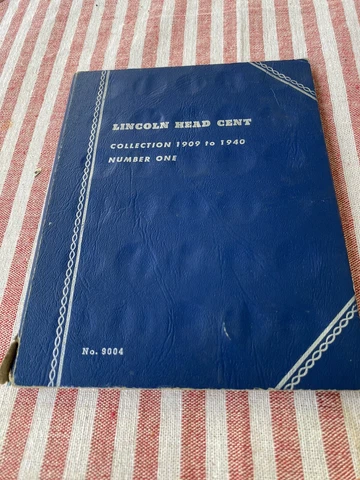 LINCOLN HEAD CENT
COLLECTION 1909 to 1940
NUMBER ONE
No. 9004